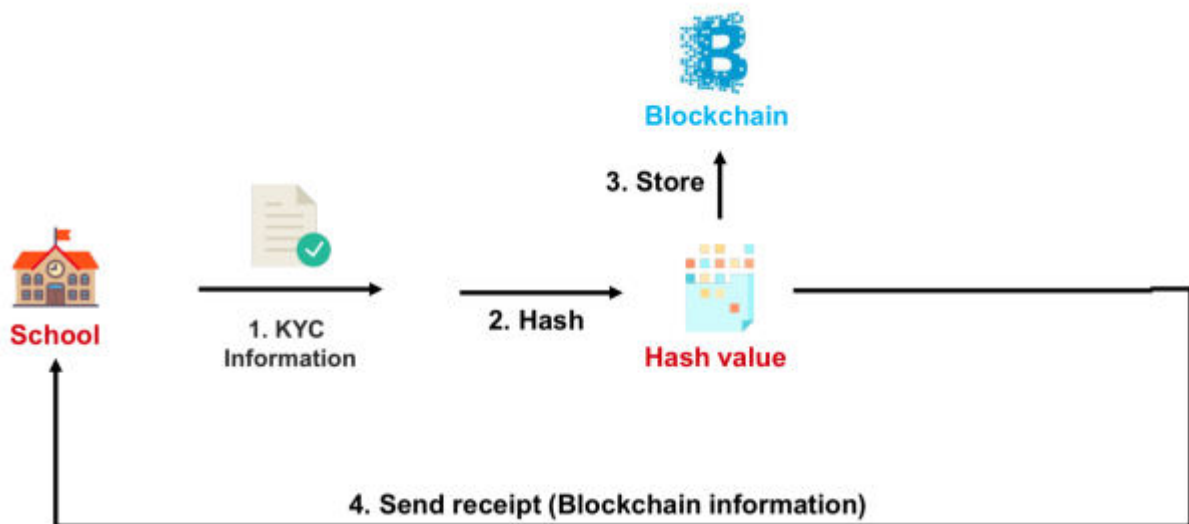 Blockchain
3. Store
School
1. KYC
Information
2. Hash
Hash value
4. Send receipt (Blockchain information)